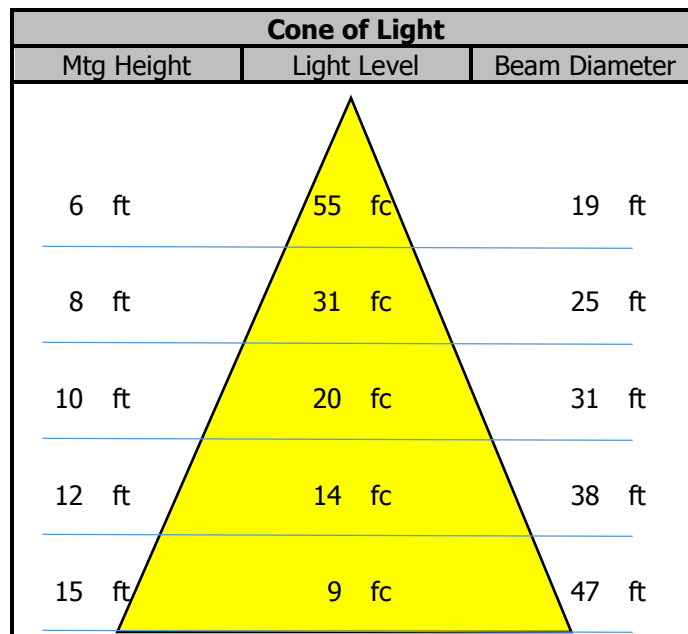 Cone of Light
Mtg Height Light Level Beam Diameter
6 ft 55 fc 19 ft
8 ft 31 fc 25 ft
10 ft 20 fc 31 ft
12 ft 14 fc 38 ft
15 ft 9 fc 47 ft